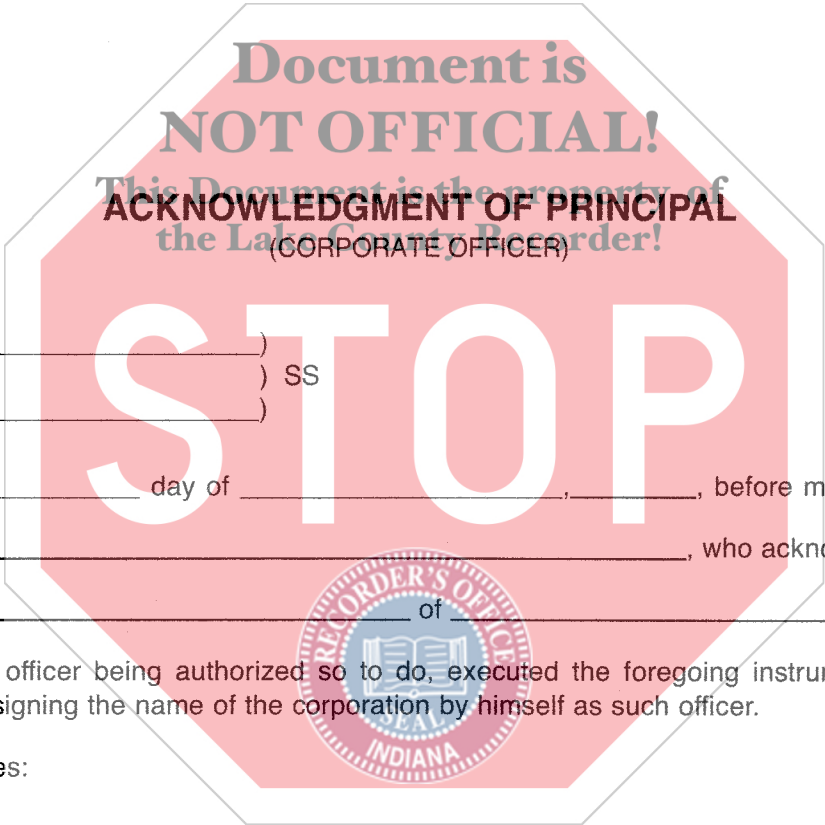 Document is
NOT OFFICIAL!
This Document is the property of
ACKNOWLEDGMENT OF PRINCIPAL
the Lake County Recorder!
(CORPORATE OFFICER)
)
) SS
)
STOP
day of , , before m
, who ackno
of
RECORDER'S OFFICE
SEAL
INDIANA
officer being authorized so to do, executed the foregoing instru
signing the name of the corporation by himself as such officer.
es: